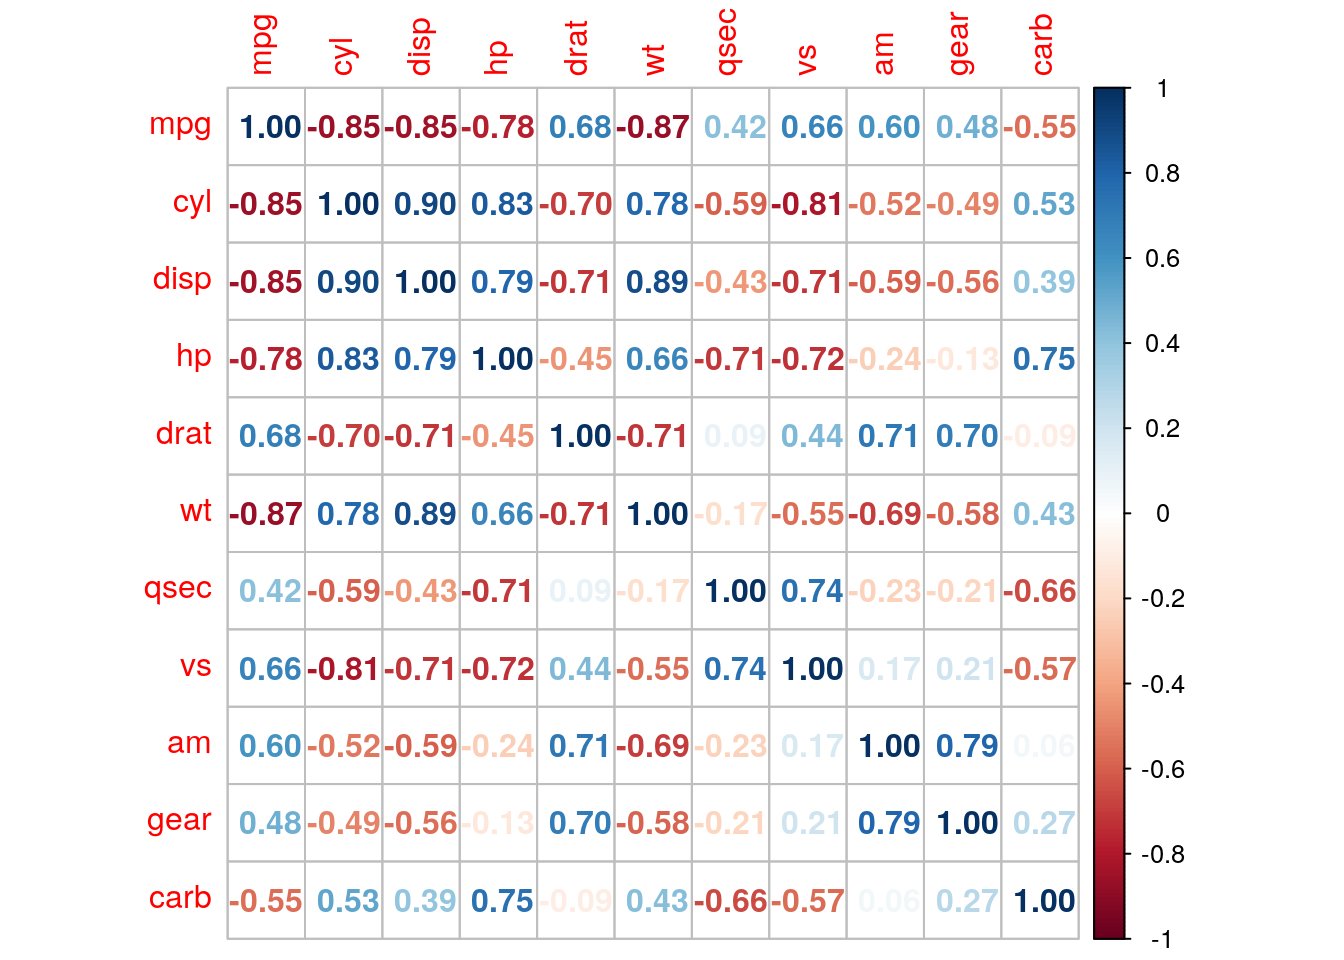 mpg cyl disp hp drat wt qsec vs am gear carb
mpg 1.00 -0.85 -0.85 -0.78 0.68 -0.87 0.42 0.66 0.60 0.48 -0.55
cyl -0.85 1.00 0.90 0.83 -0.70 0.78 -0.59 -0.81 -0.52 -0.49 0.53
disp -0.85 0.90 1.00 0.79 -0.71 0.89 -0.43 -0.71 -0.59 -0.56 0.39
hp -0.78 0.83 0.79 1.00 -0.45 0.66 -0.71 -0.72 -0.24 -0.13 0.75
drat 0.68 -0.70 -0.71 -0.45 1.00 -0.71 0.09 0.44 0.71 0.70 -0.09
wt -0.87 0.78 0.89 0.66 -0.71 1.00 -0.17 -0.55 -0.69 -0.58 0.43
qsec 0.42 -0.59 -0.43 -0.71 0.09 -0.17 1.00 0.74 -0.23 -0.21 -0.66
vs 0.66 -0.81 -0.71 -0.72 0.44 -0.55 0.74 1.00 0.17 0.21 -0.57
am 0.60 -0.52 -0.59 -0.24 0.71 -0.69 -0.23 0.17 1.00 0.79 0.06
gear 0.48 -0.49 -0.56 -0.13 0.70 -0.58 -0.21 0.21 0.79 1.00 0.27
carb -0.55 0.53 0.39 0.75 -0.09 0.43 -0.66 -0.57 0.06 0.27 1.00
1
0.8
0.6
0.4
0.2
0
-0.2
-0.4
-0.6
-0.8
-1